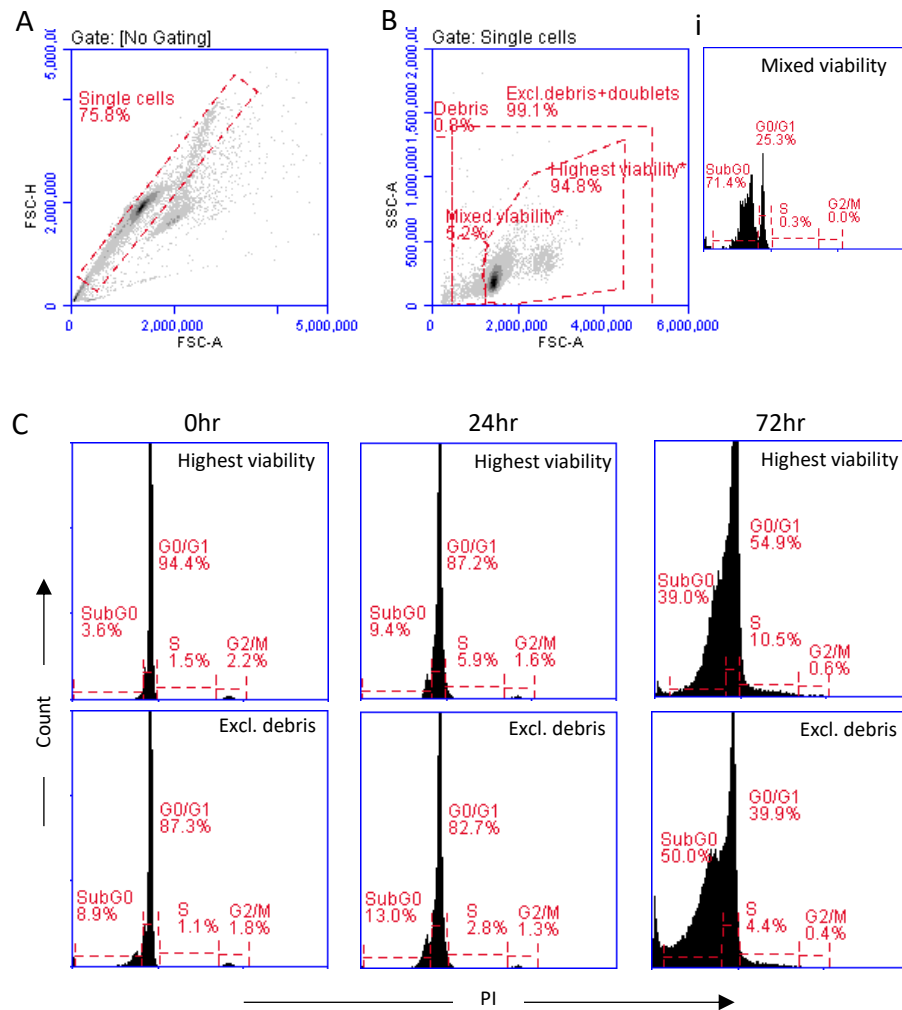 A
Gate: [No Gating]
5,000,000
Single cells
75.8%
FSC-H
2,000,000
0
0
2,000,000
5,000,000
FSC-A
B
Gate: Single cells
2,000,000
Debris
0.8%
Excl.debris+doublets
99.1%
1,500,000
Highest viability*
94.8%
SSC-A
1,000,000
Mixed viability*
5.2%
500,000
0
0
2,000,000
4,000,000
6,000,000
FSC-A
i
Mixed viability
G0/G1
25.3%
SubG0
71.4%
S
0.3%
G2/M
0.0%
C
0hr
24hr
72hr
Highest viability
G0/G1
94.4%
SubG0
3.6%
S
1.5%
G2/M
2.2%
Highest viability
G0/G1
87.2%
SubG0
9.4%
S
5.9%
G2/M
1.6%
Highest viability
G0/G1
54.9%
SubG0
39.0%
S
10.5%
G2/M
0.6%
Count
Excl. debris
G0/G1
87.3%
SubG0
8.9%
S
1.1%
G2/M
1.8%
Excl. debris
G0/G1
82.7%
SubG0
13.0%
S
2.8%
G2/M
1.3%
Excl. debris
G0/G1
39.9%
SubG0
50.0%
S
4.4%
G2/M
0.4%
PI